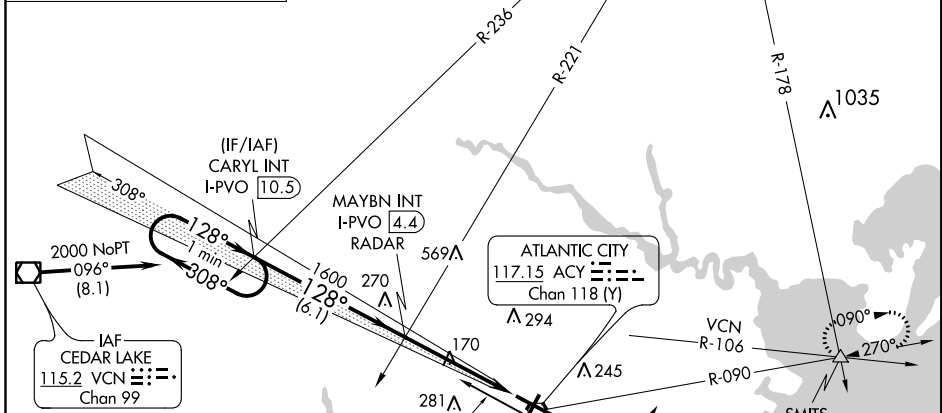 R-236
R-221
R-178
1035
(IF/IAF)
CARYL INT
I-PVO 10.5
308°
MAYBN INT
I-PVO 4.4
RADAR
128°
1 min
308°
2000 NoPT
096°
(8.1)
1600
128°
(6.1)
270
569
ATLANTIC CITY
117.15 ACY
Chan 118 (Y)
294
VCN
R-106
090°
270°
IAF
CEDAR LAKE
115.2 VCN
Chan 99
170
245
R-090
281
SMITS